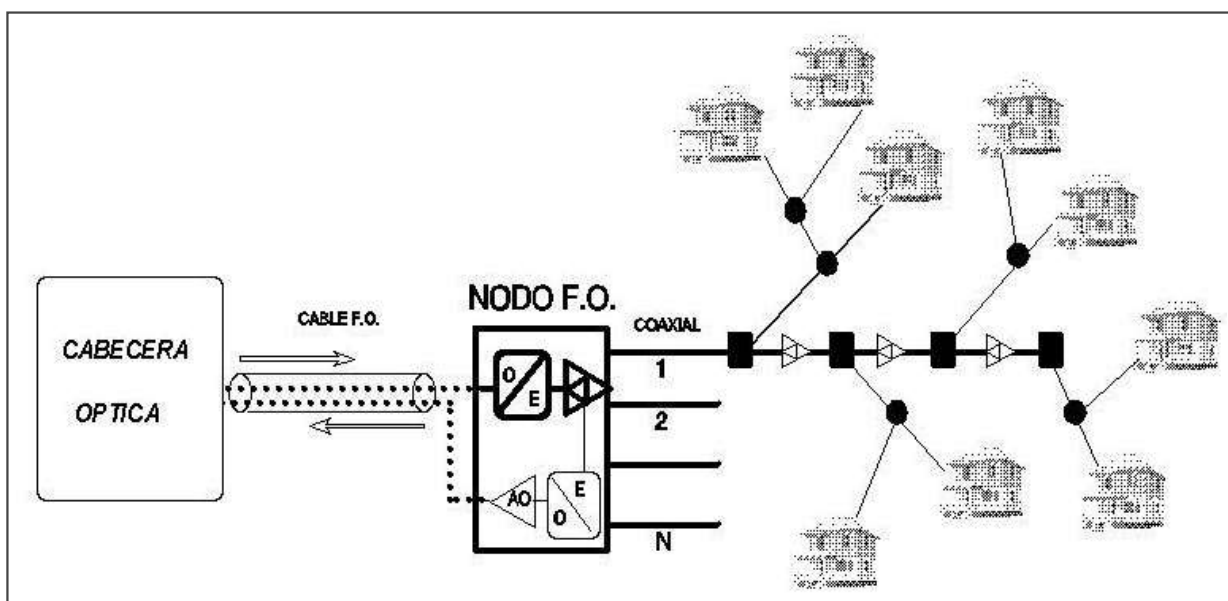 CABECERA
OPTICA
CABLE F.O.
NODO F.O.
O
E
AO
E
O
COAXIAL
1
2
N